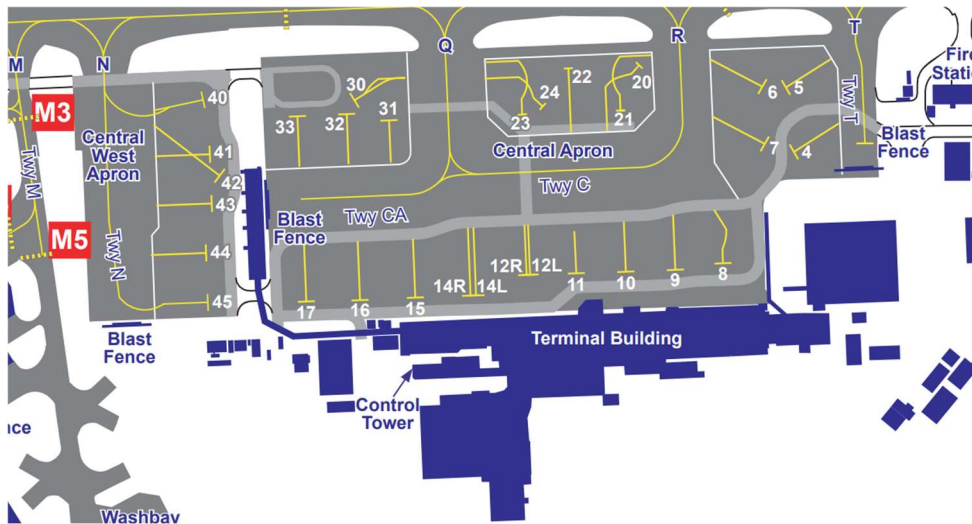 M
N
Q
R
T
M3
M5
Twy M
Twy N
Central
West
Apron
40
41
42
43
44
45
Blast
Fence
30
31
32
33
Blast
Fence
Twy CA
Twy C
Central Apron
20
21
22
23
24
5
6
7
4
Twy T
Fire
Blast
Fence
17
16
15
14R
14L
12R
12L
11
10
9
8
Terminal Building
Control
Tower
Washbay